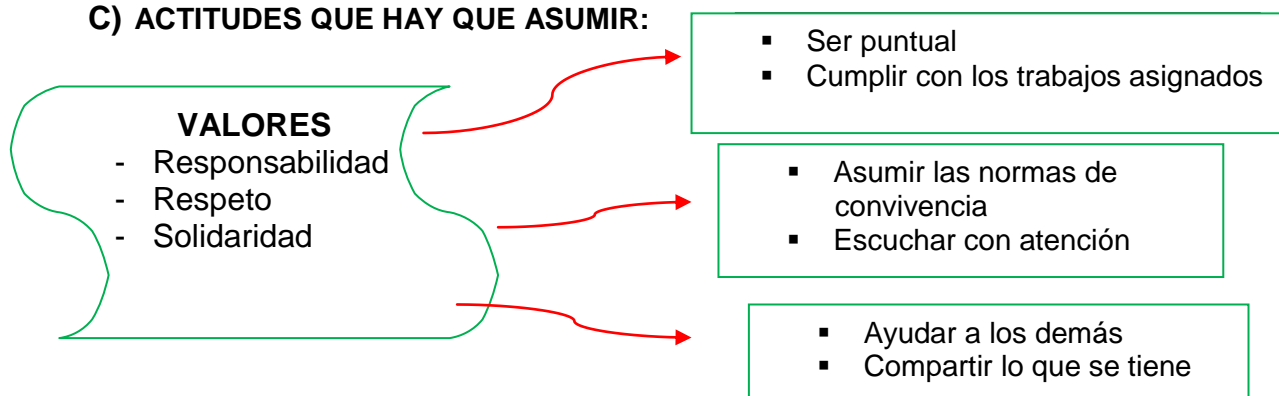 C) ACTITUDES QUE HAY QUE ASUMIR:
▪ Ser puntual
▪ Cumplir con los trabajos asignados
VALORES
- Responsabilidad
- Respeto
- Solidaridad
▪ Asumir las normas de
convivencia
▪ Escuchar con atención
▪ Ayudar a los demás
▪ Compartir lo que se tiene